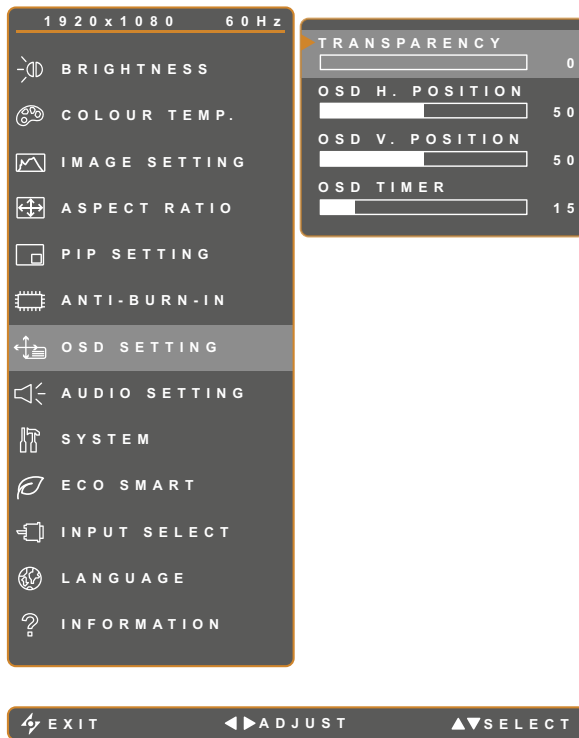 1920x1080 60Hz
BRIGHTNESS
COLOUR TEMP.
IMAGE SETTING
ASPECT RATIO
PIP SETTING
ANTI-BURN-IN
OSD SETTING
AUDIO SETTING
SYSTEM
ECO SMART
INPUT SELECT
LANGUAGE
INFORMATION
TRANSPARENCY
0
OSD H. POSITION
50
OSD V. POSITION
50
OSD TIMER
15
EXIT ◀▶ADJUST ▲▼SELECT